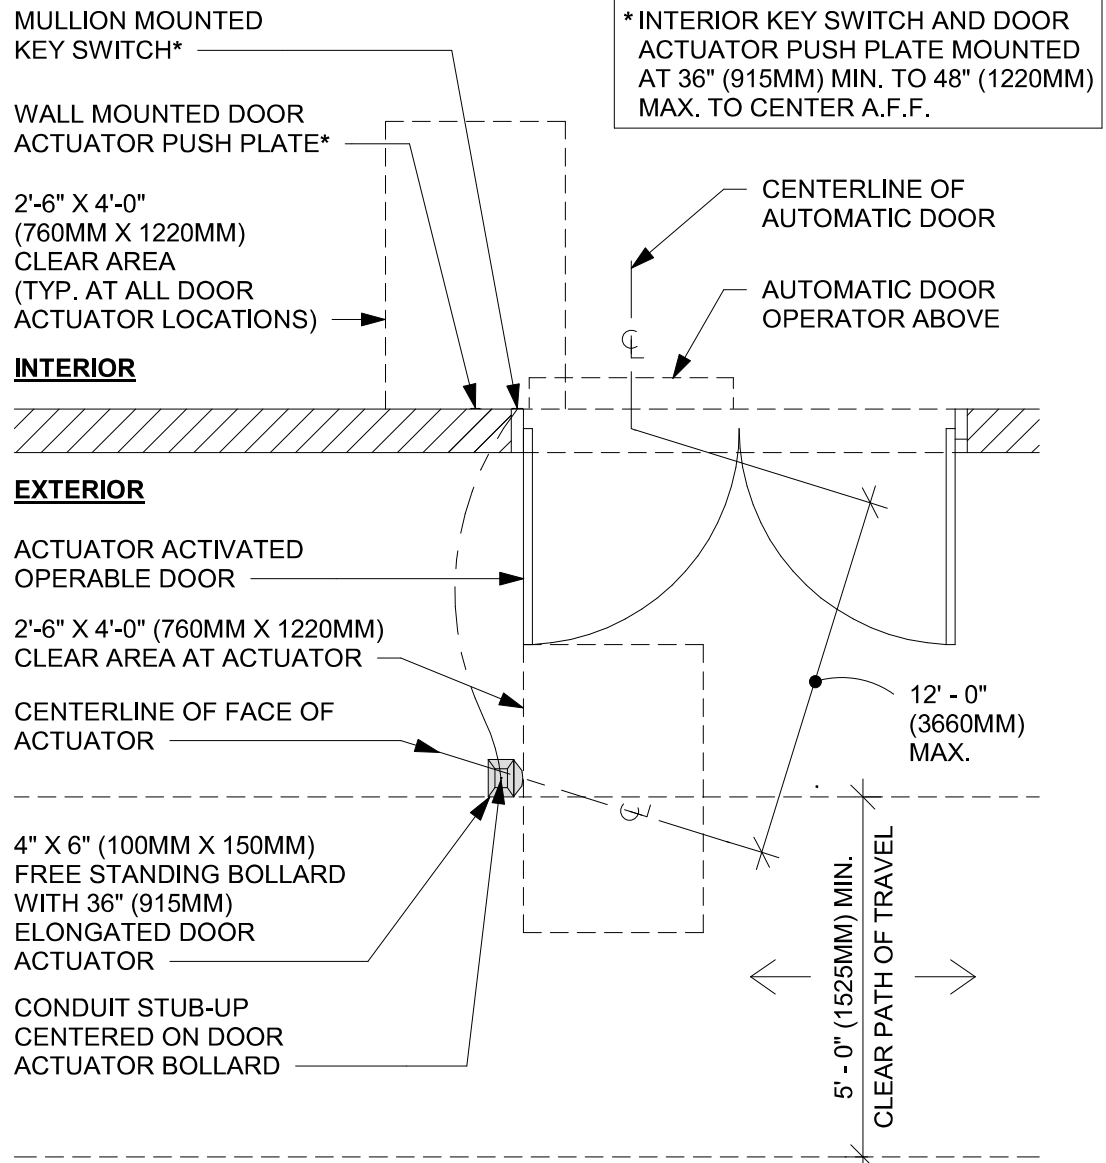 MULLION MOUNTED
KEY SWITCH*
* INTERIOR KEY SWITCH AND DOOR
ACTUATOR PUSH PLATE MOUNTED
AT 36" (915MM) MIN. TO 48" (1220MM)
MAX. TO CENTER A.F.F.
WALL MOUNTED DOOR
ACTUATOR PUSH PLATE*
2'-6" X 4'-0"
(760MM X 1220MM)
CLEAR AREA
(TYP. AT ALL DOOR
ACTUATOR LOCATIONS)
CENTERLINE OF
AUTOMATIC DOOR
AUTOMATIC DOOR
OPERATOR ABOVE
℄
INTERIOR
EXTERIOR
ACTUATOR ACTIVATED
OPERABLE DOOR
2'-6" X 4'-0" (760MM X 1220MM)
CLEAR AREA AT ACTUATOR
CENTERLINE OF FACE OF
ACTUATOR
12' - 0"
(3660MM)
MAX.
℄
4" X 6" (100MM X 150MM)
FREE STANDING BOLLARD
WITH 36" (915MM)
ELONGATED DOOR
ACTUATOR
CONDUIT STUB-UP
CENTERED ON DOOR
ACTUATOR BOLLARD
5' - 0" (1525MM) MIN.
CLEAR PATH OF TRAVEL